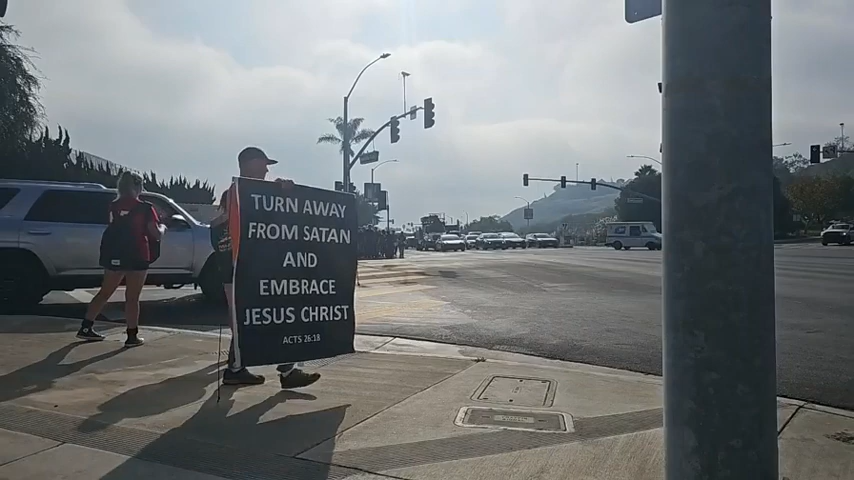 TURN AWAY
FROM SATAN
AND
EMBRACE
JESUS CHRIST
ACTS 26:18